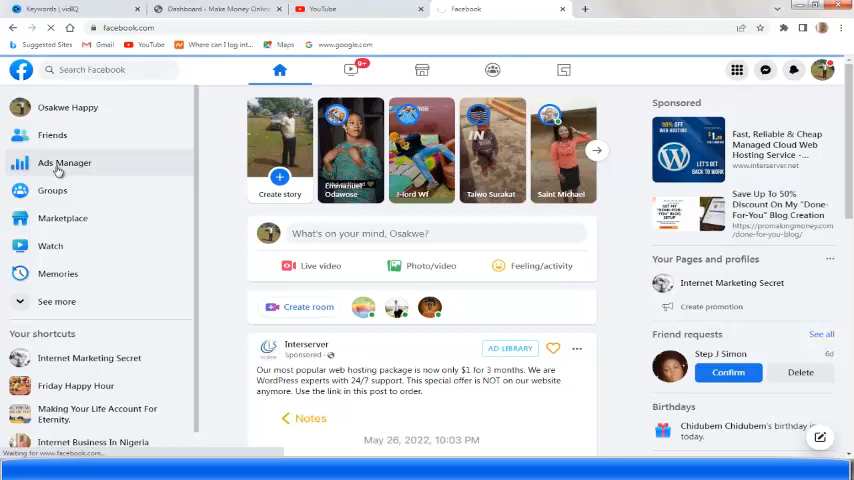 Keywords | vidIQ
Dashboard - Make Money Online
YouTube
Facebook
facebook.com
Suggested Sites
Gmail
YouTube
Where can I log int...
Maps
www.google.com
Search Facebook
9+
Osakwe Happy
Friends
Ads Manager
Groups
Marketplace
Watch
Memories
See more
Your shortcuts
Internet Marketing Secret
Friday Happy Hour
Making Your Life Account For
Eternity.
Internet Business In Nigeria
Waiting for www.facebook.com...
Create story
Emmanuel
Odawose
J-lord Wf
Taiwo Surakat
Saint Michael
What's on your mind, Osakwe?
Live video
Photo/video
Feeling/activity
Create room
Interserver
Sponsored ·
AD LIBRARY
Our most popular web hosting package is now only $1 for 3 months. We are
WordPress experts with 24/7 support. This special offer is NOT on our website
anymore. Use the link in this post to order.
Notes
May 26, 2022, 10:03 PM
Sponsored
Fast, Reliable & Cheap
Managed Cloud Web
Hosting Service -...
interserver.net
Save Up To 50%
Discount On My "Done-
For-You" Blog Creation
https://promakingmoney.com
/done-for-you-blog/
Your Pages and profiles
Internet Marketing Secret
Create promotion
Friend requests
See all
Step J Simon
6d
Confirm
Delete
Birthdays
Chidubem Chidubem's birthday is
today.